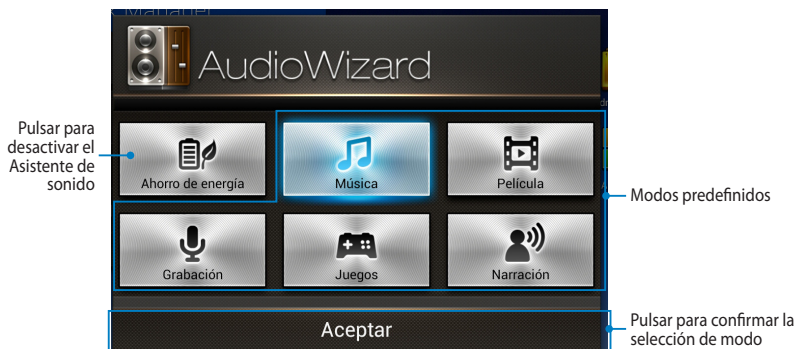 Manager
AudioWizard
Pulsar para
desactivar el
Asistente de
sonido
Ahorro de energía
Música
Película
Modos predefinidos
Grabación
Juegos
Narración
Aceptar
Pulsar para confirmar la
selección de modo